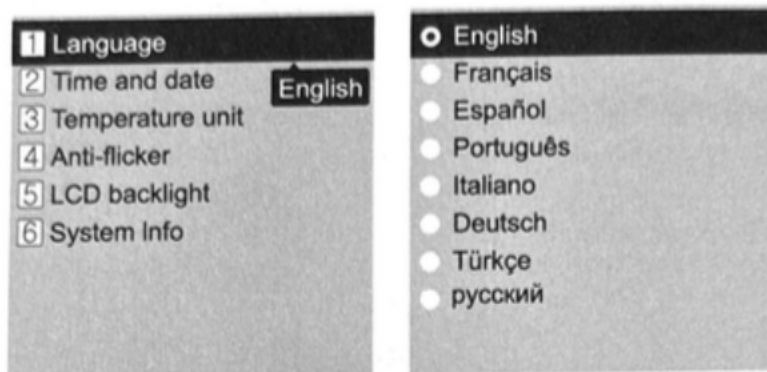 1 Language
English
2 Time and date
3 Temperature unit
4 Anti-flicker
5 LCD backlight
6 System Info
English
Français
Español
Português
Italiano
Deutsch
Türkçe
русский